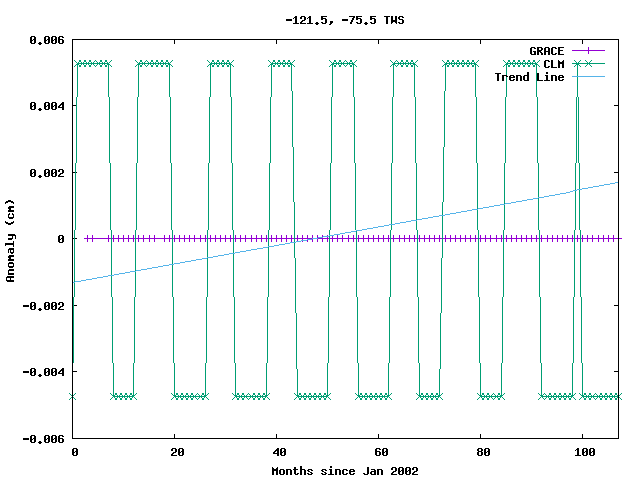 -121.5, -75.5 TWS
0.006
0.004
0.002
0
-0.002
-0.004
-0.006
Anomaly (cm)
GRACE
CLM
Trend Line
0 20 40 60 80 100
Months since Jan 2002